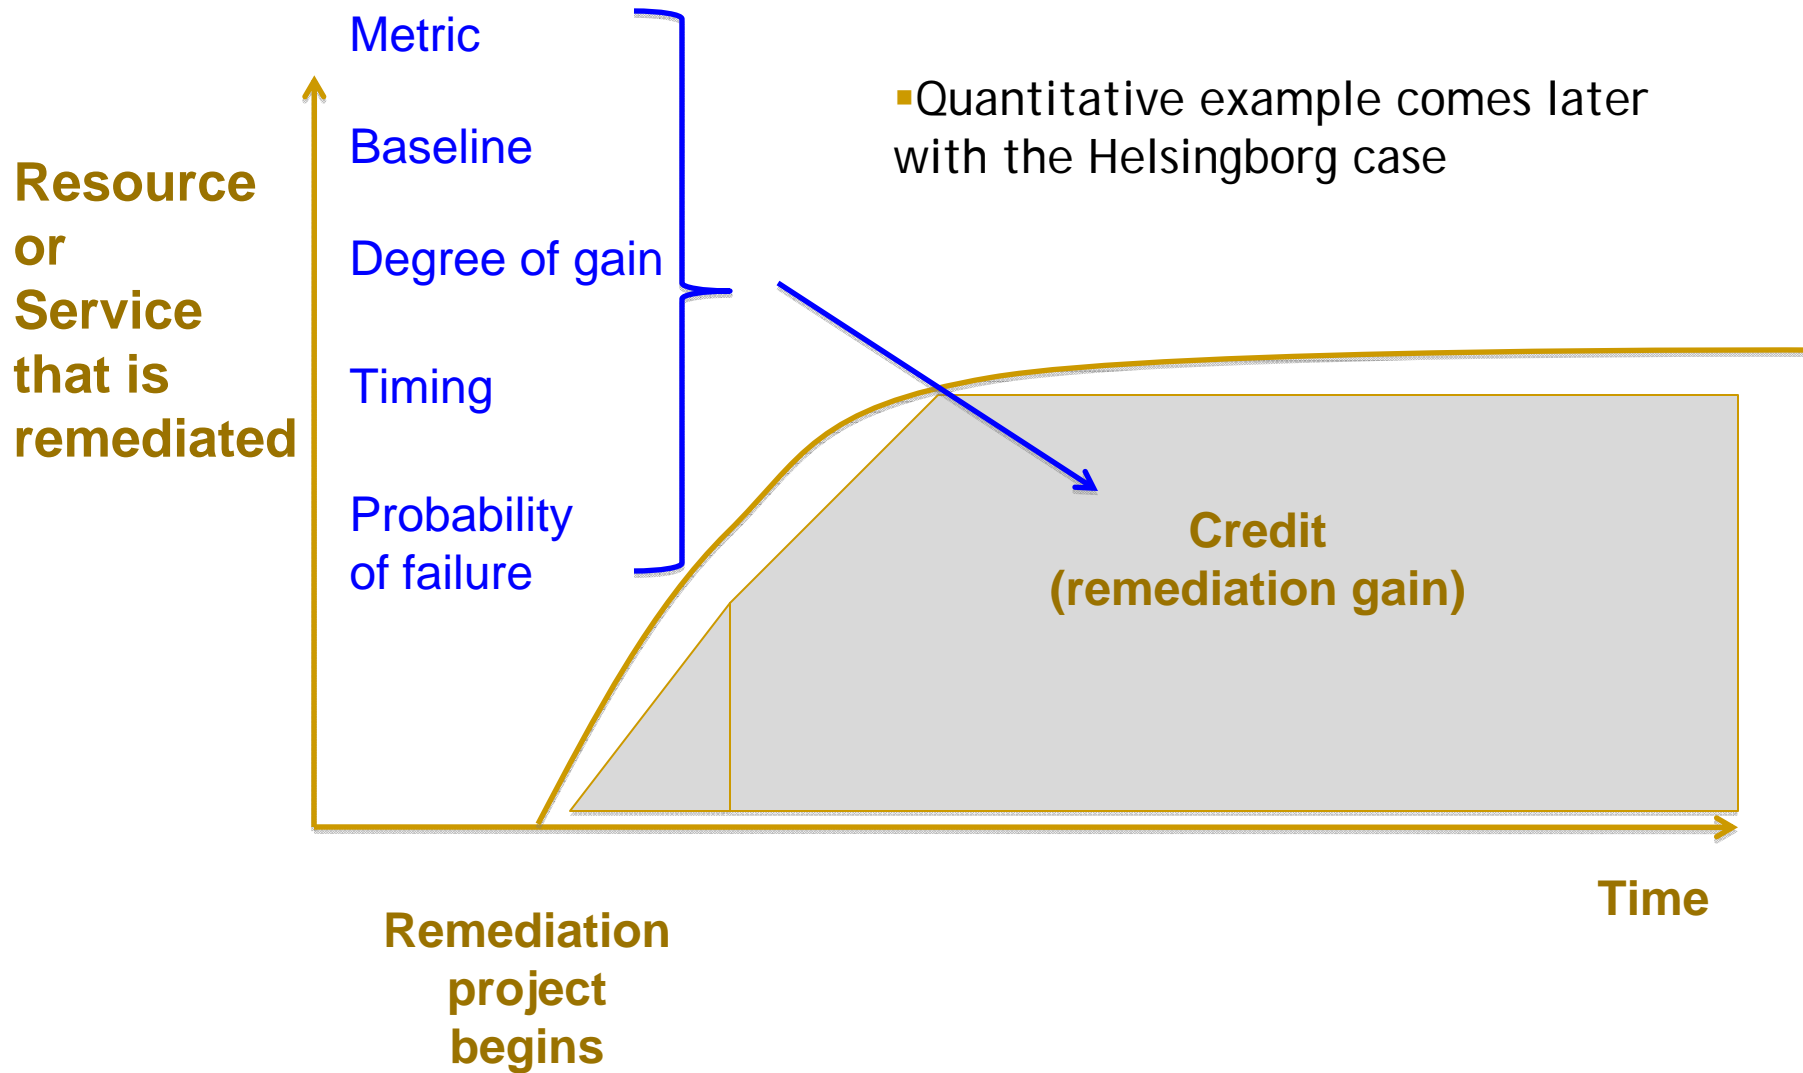 Metric
Baseline
Degree of gain
Timing
Probability
of failure
▪Quantitative example comes later
with the Helsingborg case
Resource
or
Service
that is
remediated
Credit
(remediation gain)
Time
Remediation
project
begins